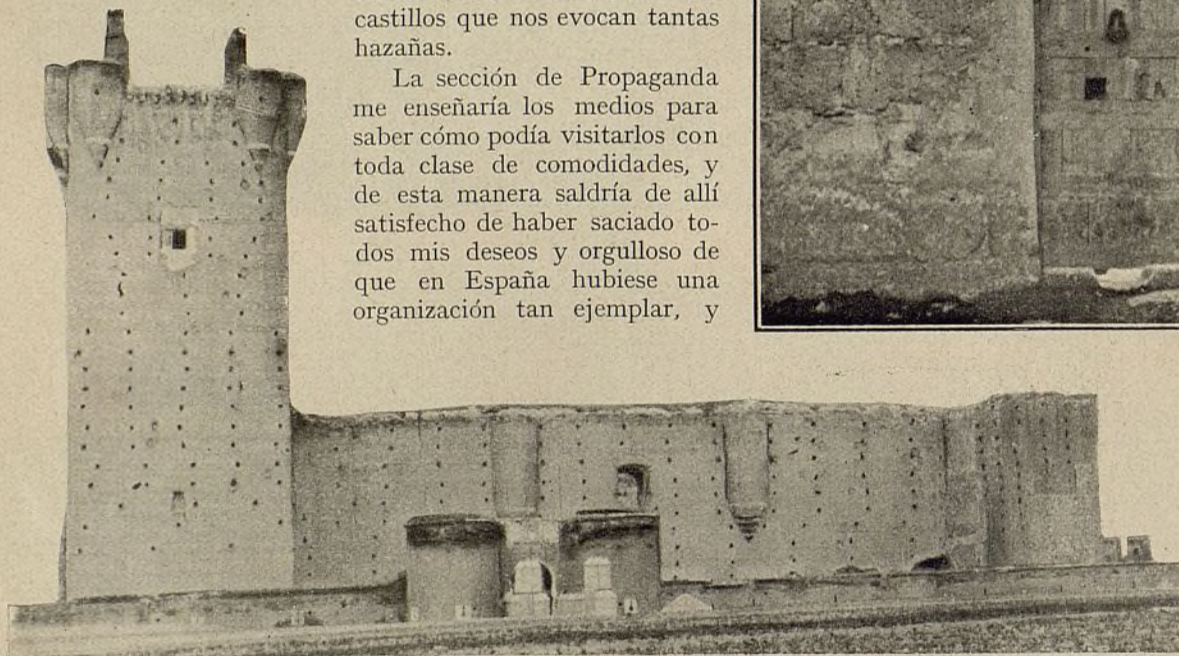 castillos que nos evocan tantas
hazañas.
La sección de Propaganda
me enseñaría los medios para
saber cómo podía visitarlos con
toda clase de comodidades, y
de esta manera saldría de allí
satisfecho de haber saciado to-
dos mis deseos y orgulloso de
que en España hubiese una
organización tan ejemplar, y